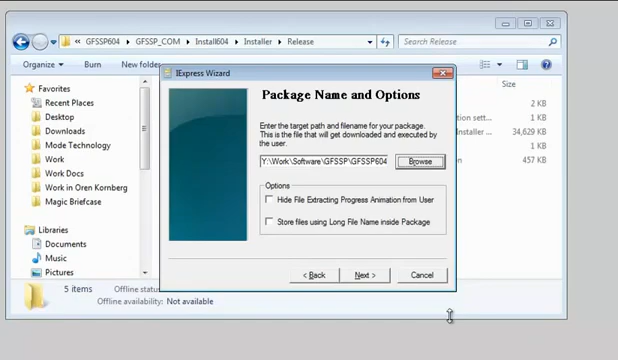 GFSSP604 ▸ GFSSP_COM ▸ Install604 ▸ Installer ▸ Release
Search Release
Organize
Burn
New folder
Favorites
Recent Places
Desktop
Downloads
Mode Technology
Work
Work Docs
Work in Oren Kornberg
Magic Briefcase
Libraries
Documents
Music
Pictures
IExpress Wizard
Package Name and Options
Enter the target path and filename for your package.
This is the file that will get downloaded and executed by
the user.
Y:\Work\Software\GFSSP\GFSSP604
Browse
Options
Hide File Extracting Progress Animation from User
Store files using Long File Name inside Package
< Back
Next >
Cancel
Size
2 KB
34,629 KB
1 KB
457 KB
5 items
Offline status
Offline availability: Not available